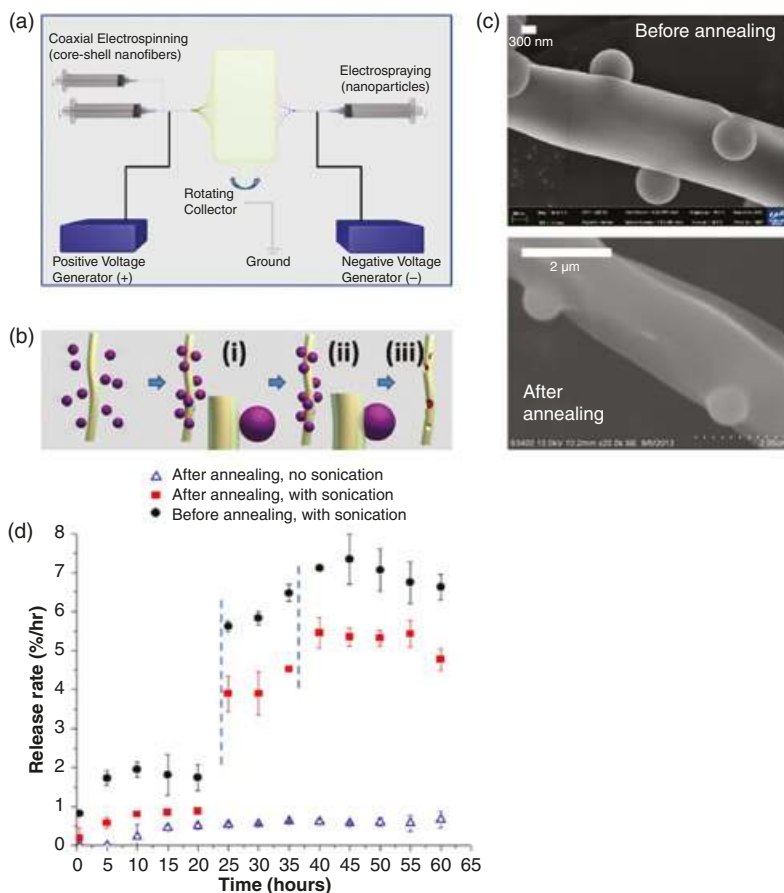 (a)
Coaxial Electrospinning
(core-shell nanofibers)
Electrospraying
(nanoparticles)
Rotating
Collector
Positive Voltage
Generator (+)
Ground
Negative Voltage
Generator (–)
(b)
(i)
(ii)
(iii)
(c)
300 nm
Before annealing
2 µm
After
annealing
After annealing, no sonication
After annealing, with sonication
Before annealing, with sonication
(d)
8
7
6
5
4
3
2
1
0
Release rate (%/hr)
0 5 10 15 20 25 30 35 40 45 50 55 60 65
Time (hours)